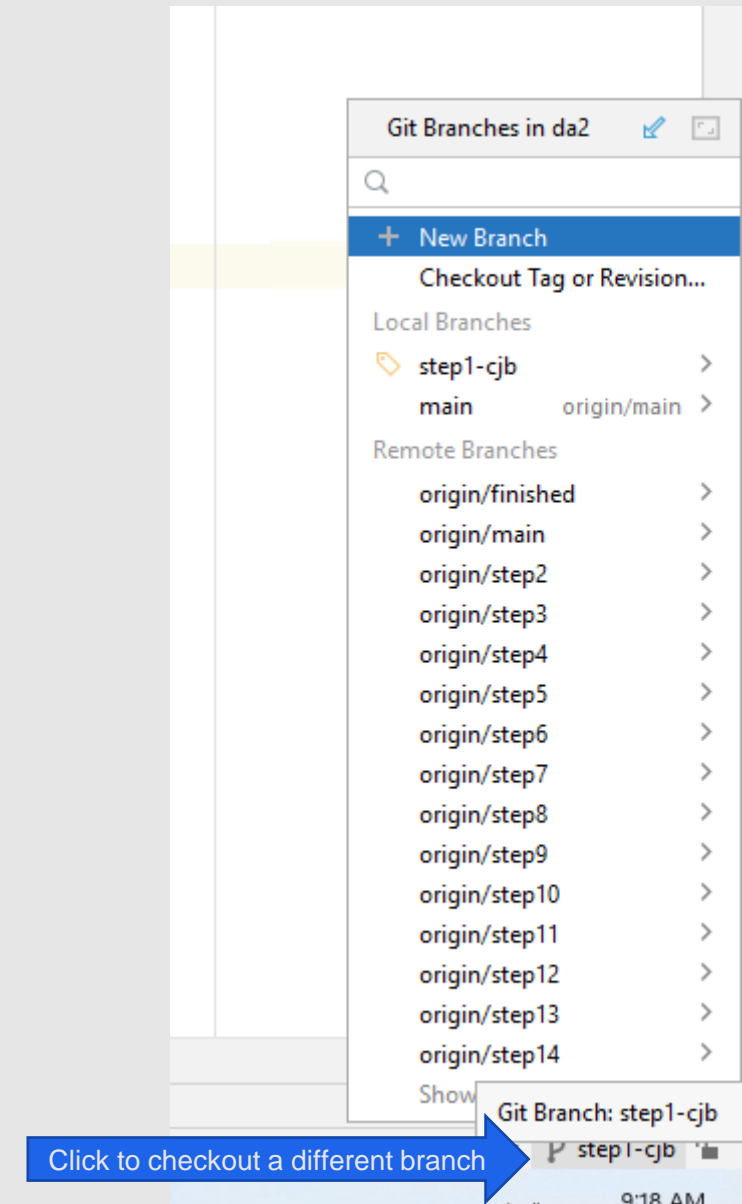 Git Branches in da2
New Branch
Checkout Tag or Revision...
Local Branches
step1-cjb
main origin/main
Remote Branches
origin/finished
origin/main
origin/step2
origin/step3
origin/step4
origin/step5
origin/step6
origin/step7
origin/step8
origin/step9
origin/step10
origin/step11
origin/step12
origin/step13
origin/step14
Show
Git Branch: step1-cjb
Click to checkout a different branch
step1-cjb
9:18 AM